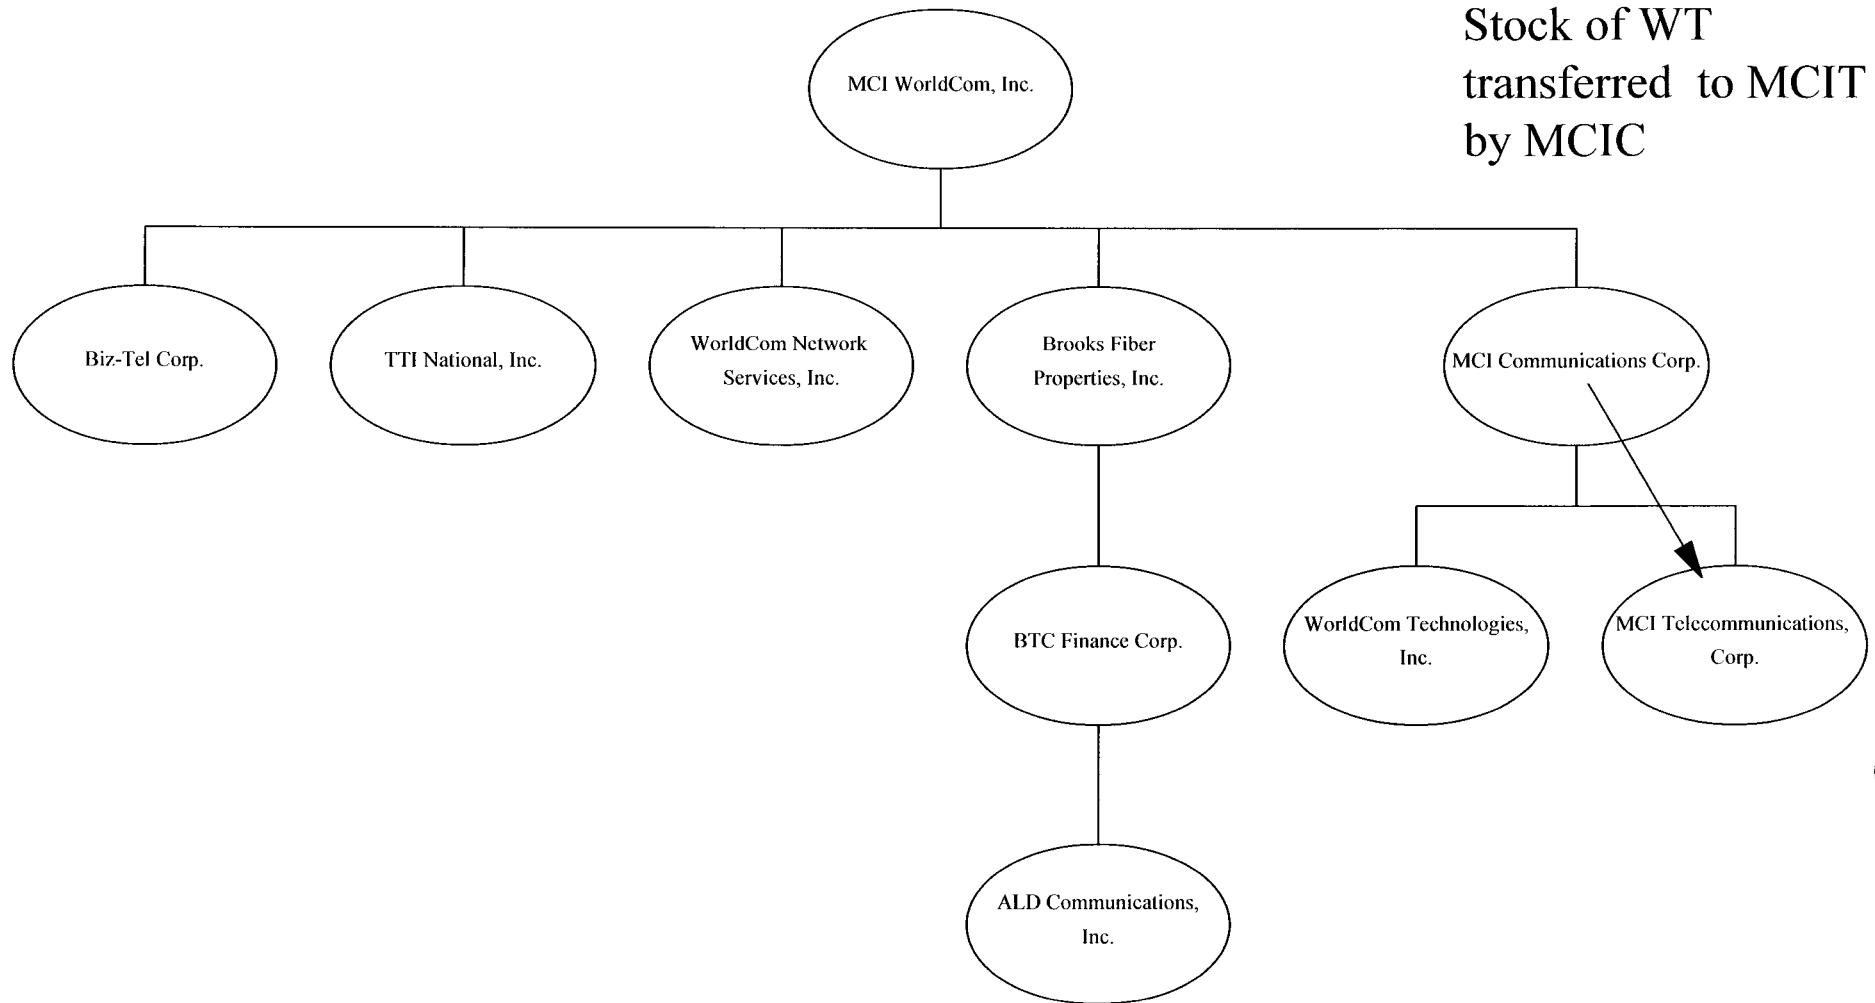 Stock of WT
transferred to MCIT
by MCIC
MCI WorldCom, Inc.
Biz-Tel Corp.
TTI National, Inc.
WorldCom Network
Services, Inc.
Brooks Fiber
Properties, Inc.
MCI Communications Corp.
BTC Finance Corp.
WorldCom Technologies,
Inc.
MCI Telecommunications,
Corp.
ALD Communications,
Inc.